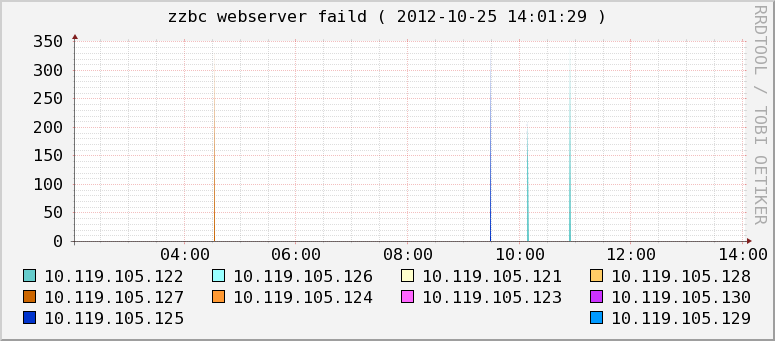 zzbc webserver faild ( 2012-10-25 14:01:29 )
RRDTOOL / TOBI OETIKER
350
300
250
200
150
100
50
0
04:00 06:00 08:00 10:00 12:00 14:00
10.119.105.122 10.119.105.126 10.119.105.121 10.119.105.128
10.119.105.127 10.119.105.124 10.119.105.123 10.119.105.130
10.119.105.125 10.119.105.129